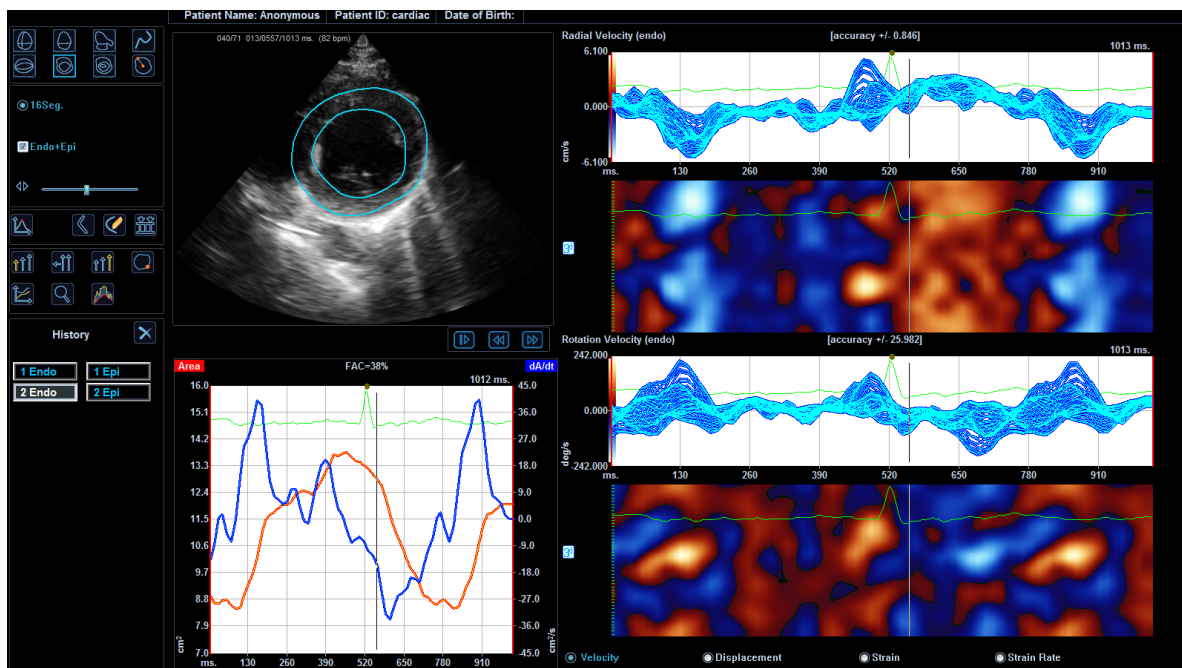 Patient Name: Anonymous Patient ID: cardiac Date of Birth:
040/71 013/0557/1013 ms. (82 bpm)
16Seg.
Endo+Epi
History
1 Endo 1 Epi
2 Endo 2 Epi
Area FAC=38% dA/dt
1012 ms.
16.0 45.0
15.1 36.0
14.2 27.0
13.3 18.0
12.4 9.0
11.5 0.0
10.6 -9.0
9.7 -18.0
8.8 -27.0
7.9 -36.0
7.0 -45.0
cm² cm²/s
ms. 130 260 390 520 650 780 910
Radial Velocity (endo) [accuracy +/- 0.846]
1013 ms.
6.100
0.000
-6.100
cm/s
ms. 130 260 390 520 650 780 910
Rotation Velocity (endo) [accuracy +/- 25.982]
1013 ms.
242.000
0.000
-242.000
deg/s
ms. 130 260 390 520 650 780 910
Velocity Displacement Strain Strain Rate